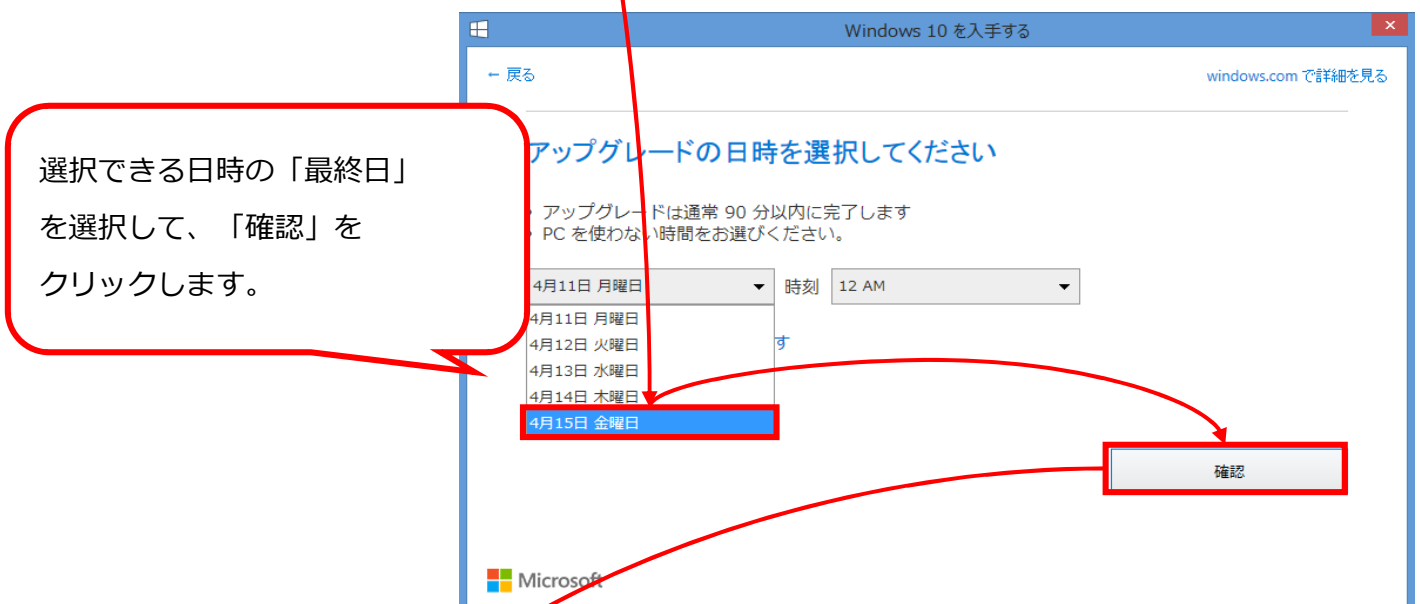 Windows 10 を入手する
← 戻る
windows.com で詳細を見る
選択できる日時の「最終日」
を選択して、「確認」を
クリックします。
アップグレードの日時を選択してください
• アップグレードは通常 90 分以内に完了します
• PC を使わない時間をお選びください。
4月11日 月曜日 時刻 12 AM
4月11日 月曜日
4月12日 火曜日
す
4月13日 水曜日
4月14日 木曜日
4月15日 金曜日
確認
Microsoft